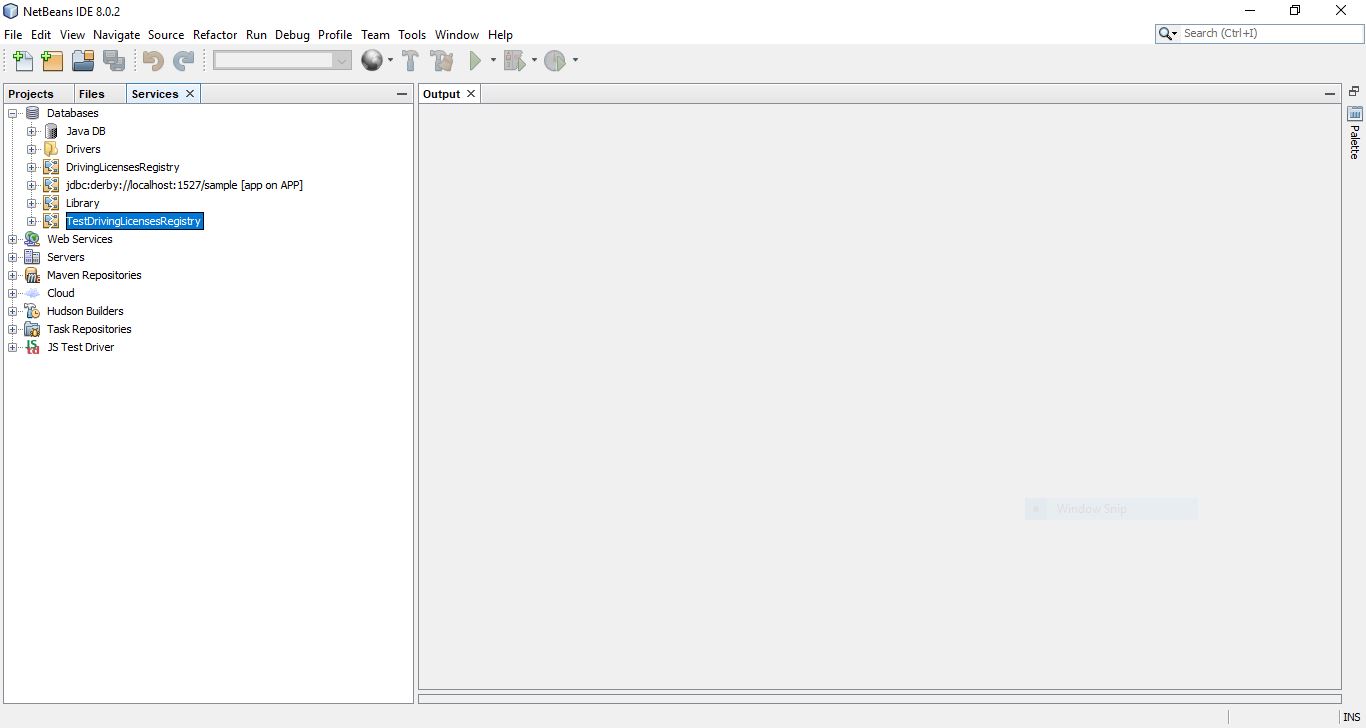 NetBeans IDE 8.0.2
File Edit View Navigate Source Refactor Run Debug Profile Team Tools Window Help
Search (Ctrl+I)
Projects Files Services
Output
Databases
Java DB
Drivers
DrivingLicensesRegistry
jdbc:derby://localhost:1527/sample [app on APP]
Library
TestDrivingLicensesRegistry
Web Services
Servers
Maven Repositories
Cloud
Hudson Builders
Task Repositories
JS Test Driver
Palette
Window Snip
INS